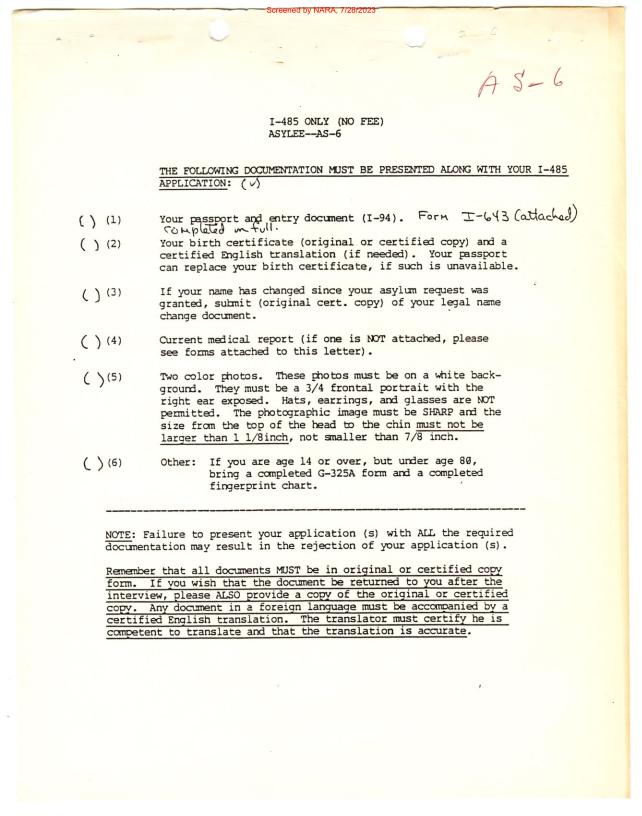 Screened by NARA, 7/28/2023
AS-6
I-485 ONLY (NO FEE)
ASYLEE--AS-6
THE FOLLOWING DOCUMENTATION MUST BE PRESENTED ALONG WITH YOUR I-485
APPLICATION: (✓)
( ) (1) Your passport and entry document (I-94). Form I-643 (attached)
completed in full.
( ) (2) Your birth certificate (original or certified copy) and a
certified English translation (if needed). Your passport
can replace your birth certificate, if such is unavailable.
( ) (3) If your name has changed since your asylum request was
granted, submit (original cert. copy) of your legal name
change document.
( ) (4) Current medical report (if one is NOT attached, please
see forms attached to this letter).
( ) (5) Two color photos. These photos must be on a white back-
ground. They must be a 3/4 frontal portrait with the
right ear exposed. Hats, earrings, and glasses are NOT
permitted. The photographic image must be SHARP and the
size from the top of the head to the chin must not be
larger than 1 1/8inch, not smaller than 7/8 inch.
( ) (6) Other: If you are age 14 or over, but under age 80,
bring a completed G-325A form and a completed
fingerprint chart.
NOTE: Failure to present your application (s) with ALL the required
documentation may result in the rejection of your application (s).
Remember that all documents MUST be in original or certified copy
form. If you wish that the document be returned to you after the
interview, please ALSO provide a copy of the original or certified
copy. Any document in a foreign language must be accompanied by a
certified English translation. The translator must certify he is
competent to translate and that the translation is accurate.